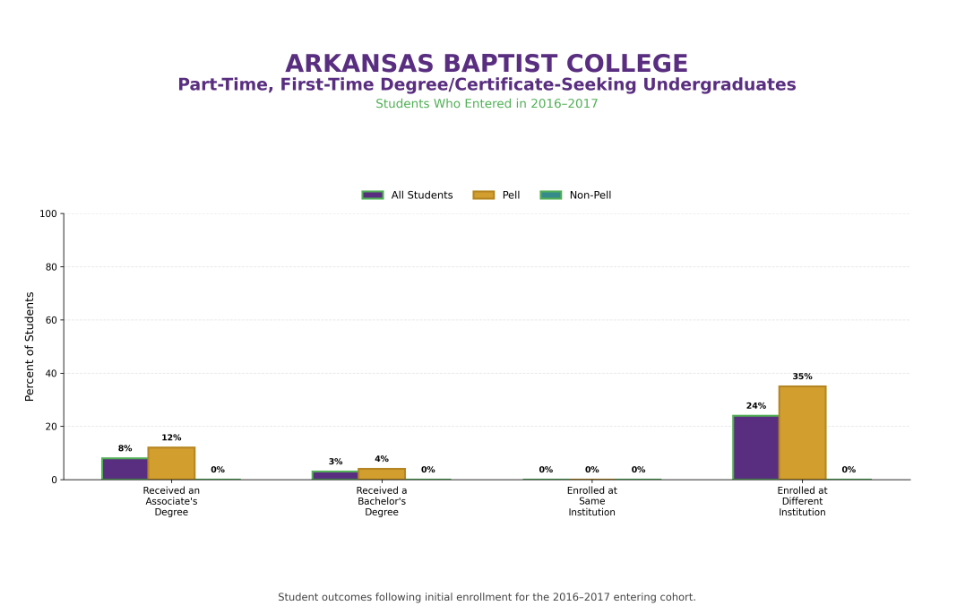 ARKANSAS BAPTIST COLLEGE
Part-Time, First-Time Degree/Certificate-Seeking Undergraduates
Students Who Entered in 2016–2017
All Students Pell Non-Pell
Percent of Students
100
80
60
40
20
0
8% 12% 0%
3% 4% 0%
0% 0% 0%
24% 35% 0%
Received an
Associate's
Degree
Received a
Bachelor's
Degree
Enrolled at
Same
Institution
Enrolled at
Different
Institution
Student outcomes following initial enrollment for the 2016–2017 entering cohort.